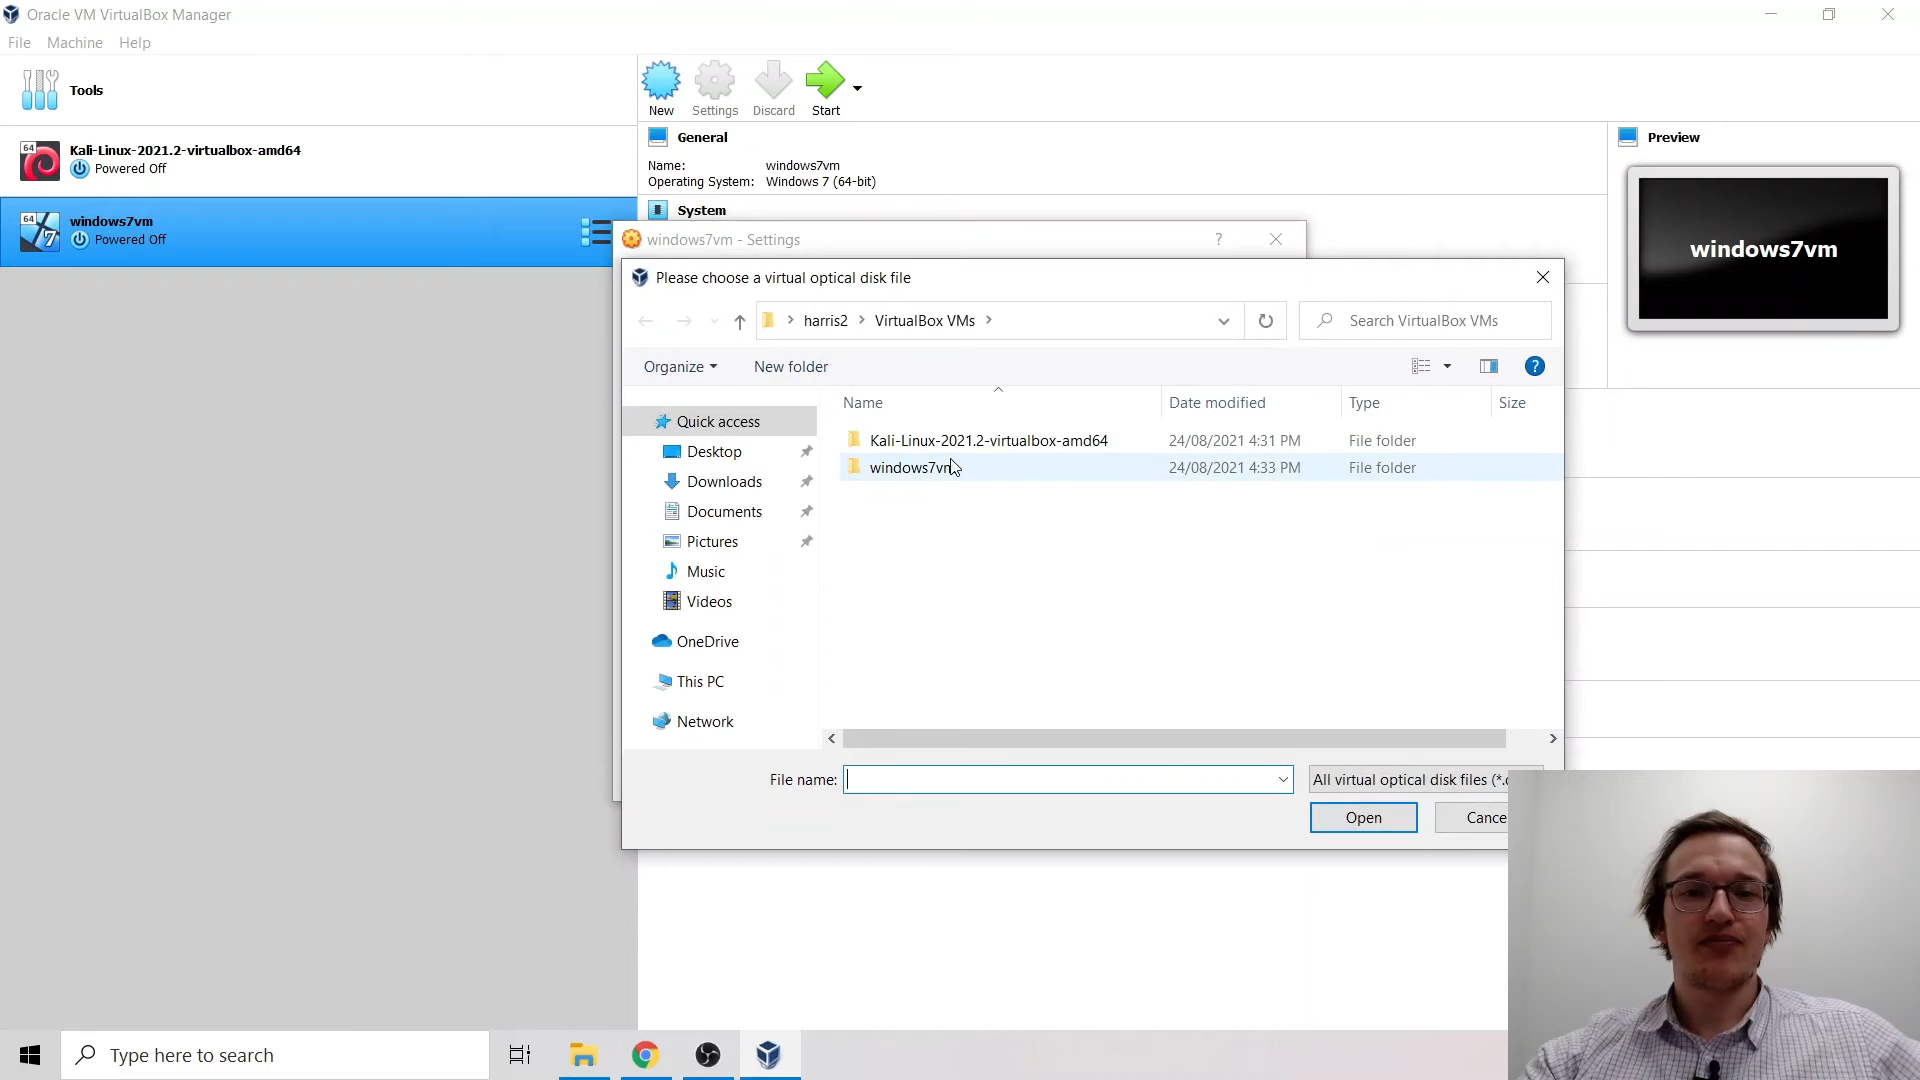 Oracle VM VirtualBox Manager
File Machine Help
Tools
New Settings Discard Start
64 Kali-Linux-2021.2-virtualbox-amd64
Powered Off
64 windows7vm
Powered Off
General
Name: windows7vm
Operating System: Windows 7 (64-bit)
System
Preview
windows7vm
windows7vm - Settings ?
Please choose a virtual optical disk file
harris2 VirtualBox VMs
Search VirtualBox VMs
Organize New folder ?
Name Date modified Type Size
Kali-Linux-2021.2-virtualbox-amd64 24/08/2021 4:31 PM File folder
windows7vm 24/08/2021 4:33 PM File folder
Quick access
Desktop
Downloads
Documents
Pictures
Music
Videos
OneDrive
This PC
Network
File name: All virtual optical disk files (*.
Open Cance
Type here to search